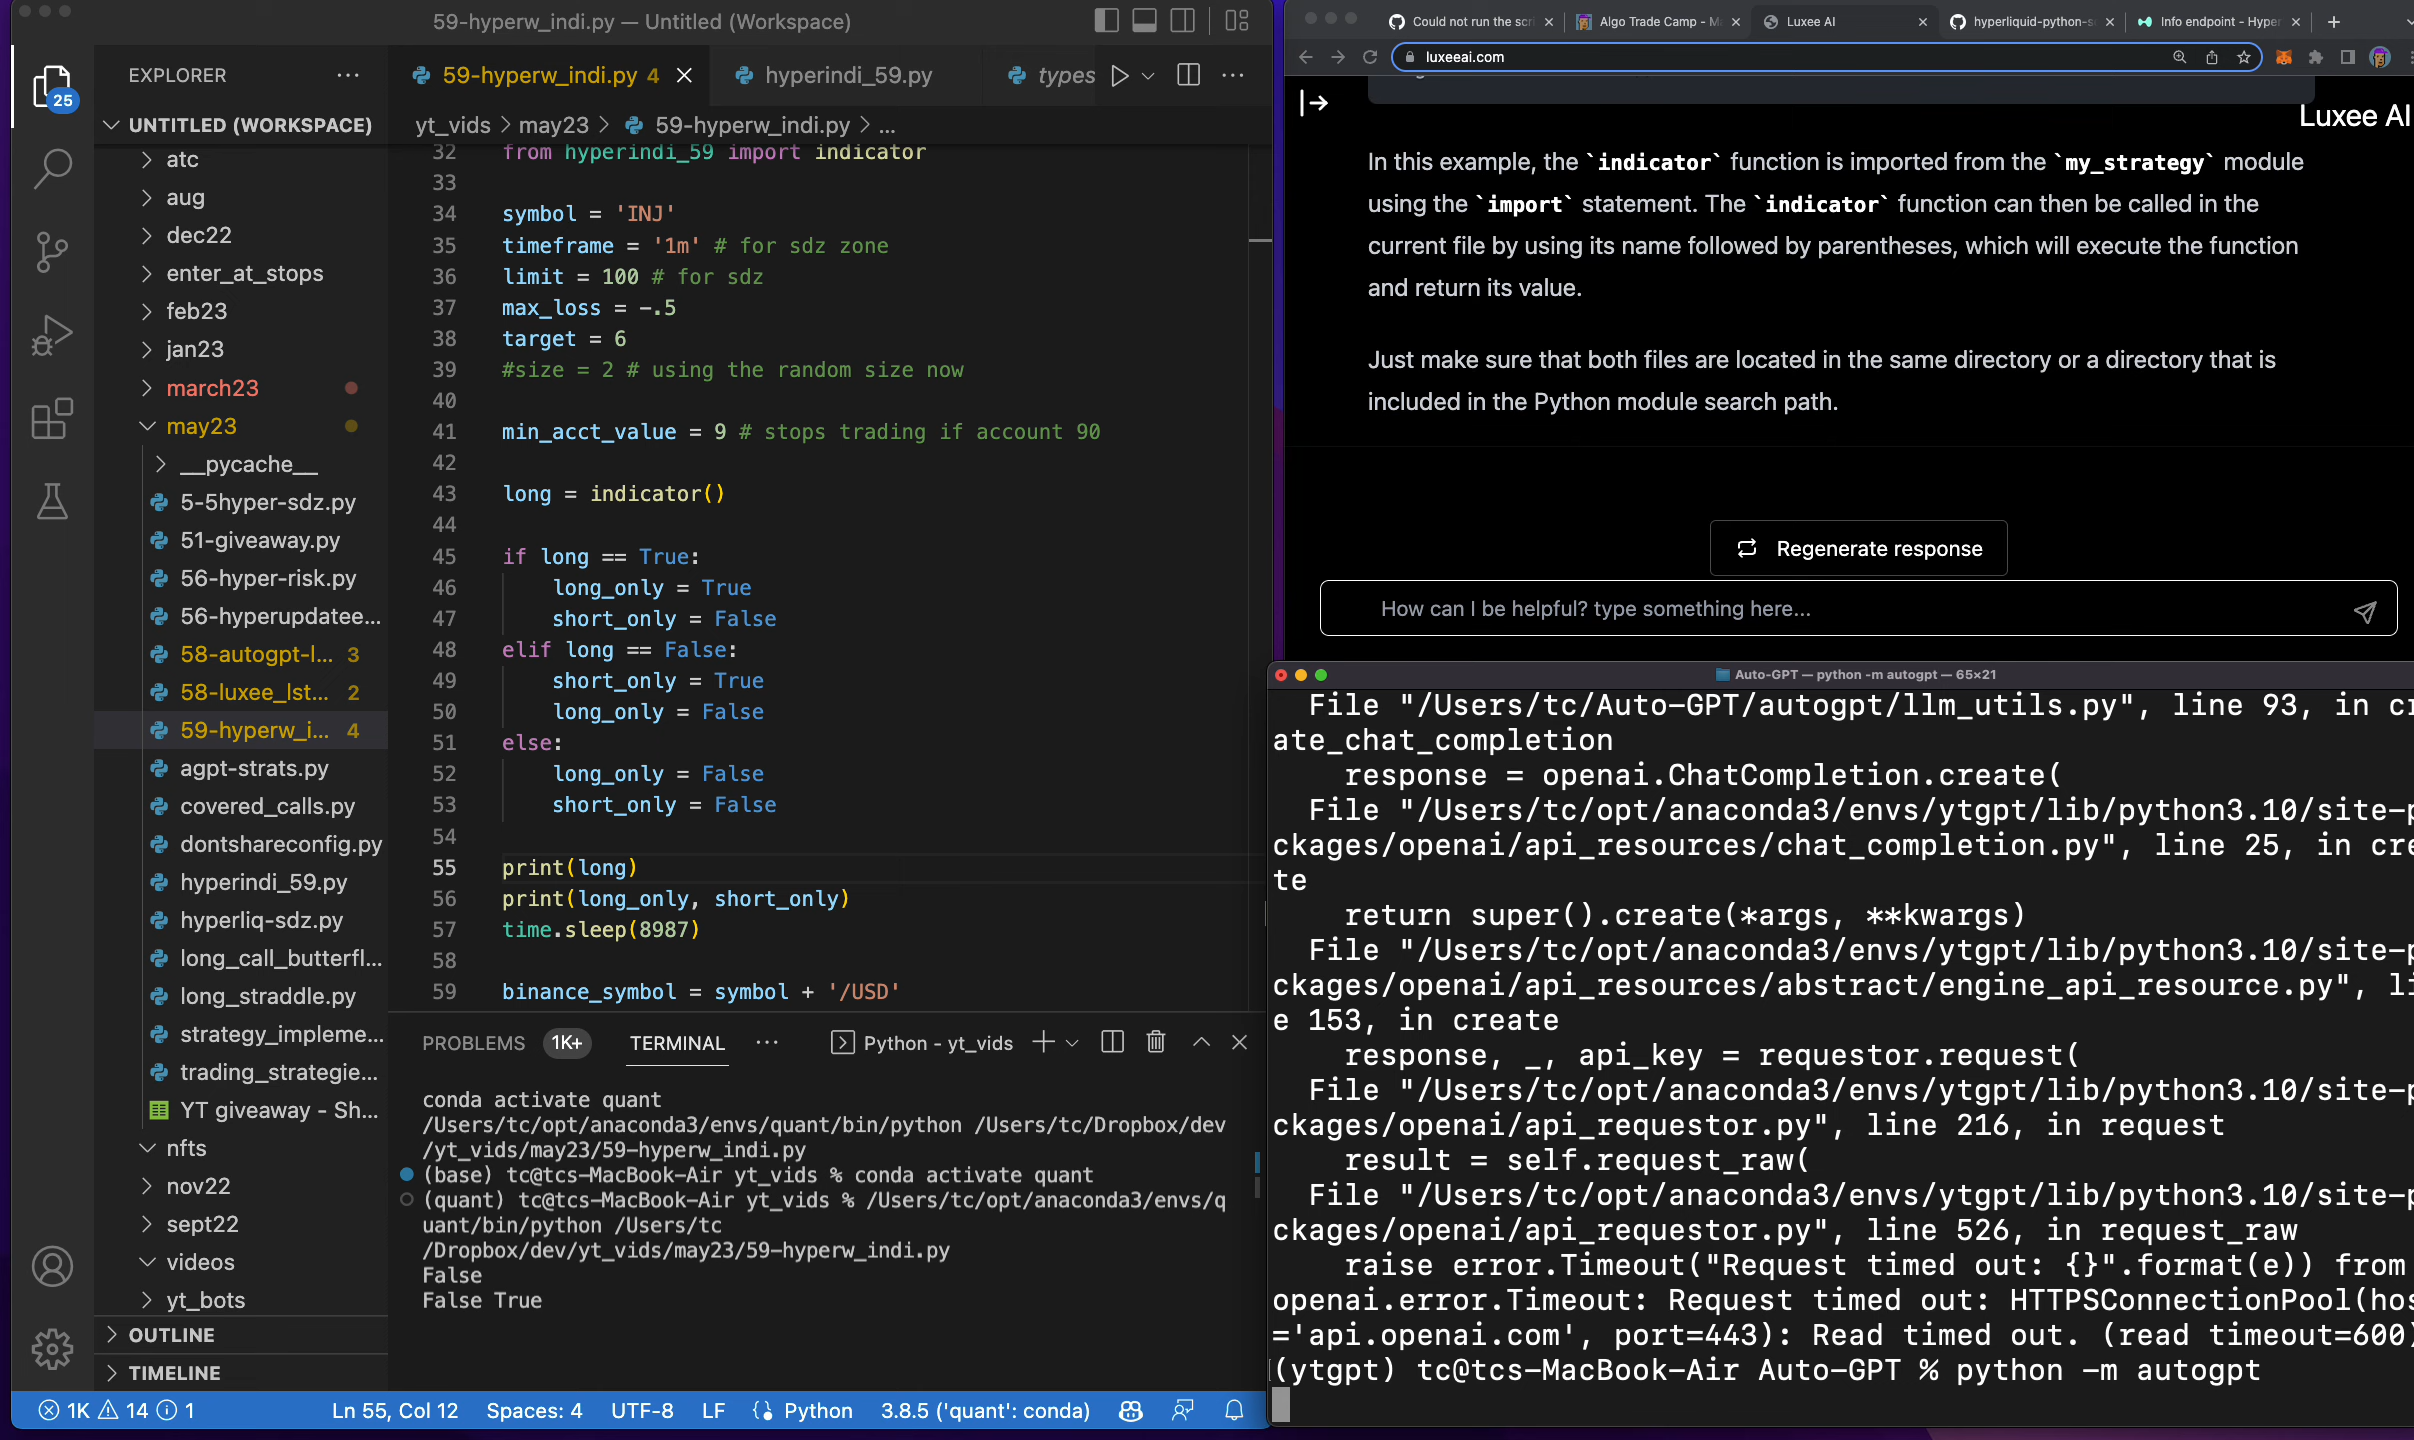 59-hyperw_indi.py — Untitled (Workspace)
25
EXPLORER
UNTITLED (WORKSPACE)
atc
aug
dec22
enter_at_stops
feb23
jan23
march23
may23
__pycache__
5-5hyper-sdz.py
51-giveaway.py
56-hyper-risk.py
56-hyperupdatee...
58-autogpt-l... 3
58-luxee_lst... 2
59-hyperw_i... 4
agpt-strats.py
covered_calls.py
dontshareconfig.py
hyperindi_59.py
hyperliq-sdz.py
long_call_butterfl...
long_straddle.py
strategy_impleme...
trading_strategie...
YT giveaway - Sh...
nfts
nov22
sept22
videos
yt_bots
OUTLINE
TIMELINE
59-hyperw_indi.py 4
hyperindi_59.py
types
yt_vids > may23 > 59-hyperw_indi.py > ...
32 from hyperindi_59 import indicator
33
34 symbol = 'INJ'
35 timeframe = '1m' # for sdz zone
36 limit = 100 # for sdz
37 max_loss = -.5
38 target = 6
39 #size = 2 # using the random size now
40
41 min_acct_value = 9 # stops trading if account 90
42
43 long = indicator()
44
45 if long == True:
46 long_only = True
47 short_only = False
48 elif long == False:
49 short_only = True
50 long_only = False
51 else:
52 long_only = False
53 short_only = False
54
55 print(long)
56 print(long_only, short_only)
57 time.sleep(8987)
58
59 binance_symbol = symbol + '/USD'
PROBLEMS 1K+ TERMINAL ... Python - yt_vids
conda activate quant
/Users/tc/opt/anaconda3/envs/quant/bin/python /Users/tc/Dropbox/dev
/yt_vids/may23/59-hyperw_indi.py
(base) tc@tcs-MacBook-Air yt_vids % conda activate quant
(quant) tc@tcs-MacBook-Air yt_vids % /Users/tc/opt/anaconda3/envs/q
uant/bin/python /Users/tc
/Dropbox/dev/yt_vids/may23/59-hyperw_indi.py
False
False True
1K 14 1 Ln 55, Col 12 Spaces: 4 UTF-8 LF Python 3.8.5 ('quant': conda)
Could not run the scri
Algo Trade Camp - M
Luxee AI
hyperliquid-python-s
Info endpoint - Hyper
luxeeai.com
Luxee AI
In this example, the `indicator` function is imported from the `my_strategy` module
using the `import` statement. The `indicator` function can then be called in the
current file by using its name followed by parentheses, which will execute the function
and return its value.
Just make sure that both files are located in the same directory or a directory that is
included in the Python module search path.
Regenerate response
How can I be helpful? type something here...
Auto-GPT — python -m autogpt — 65×21
File "/Users/tc/Auto-GPT/autogpt/llm_utils.py", line 93, in cr
ate_chat_completion
response = openai.ChatCompletion.create(
File "/Users/tc/opt/anaconda3/envs/ytgpt/lib/python3.10/site-p
ckages/openai/api_resources/chat_completion.py", line 25, in cre
te
return super().create(*args, **kwargs)
File "/Users/tc/opt/anaconda3/envs/ytgpt/lib/python3.10/site-p
ckages/openai/api_resources/abstract/engine_api_resource.py", li
e 153, in create
response, _, api_key = requestor.request(
File "/Users/tc/opt/anaconda3/envs/ytgpt/lib/python3.10/site-p
ckages/openai/api_requestor.py", line 216, in request
result = self.request_raw(
File "/Users/tc/opt/anaconda3/envs/ytgpt/lib/python3.10/site-p
ckages/openai/api_requestor.py", line 526, in request_raw
raise error.Timeout("Request timed out: {}".format(e)) from
openai.error.Timeout: Request timed out: HTTPSConnectionPool(hos
='api.openai.com', port=443): Read timed out. (read timeout=600)
(ytgpt) tc@tcs-MacBook-Air Auto-GPT % python -m autogpt